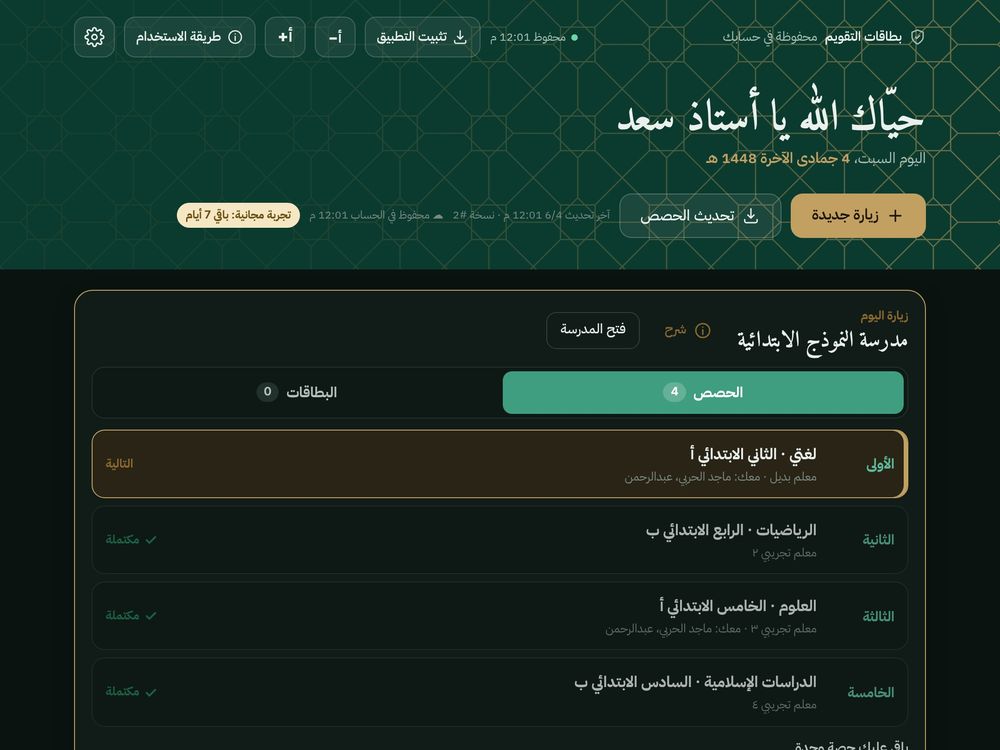 بطاقات التقويم محفوظة في حسابك
محفوظ 12:01 م
تثبيت التطبيق
أ−
أ+
طريقة الاستخدام
حيّاك الله يا أستاذ سعد
اليوم السبت، 4 جمادى الآخرة 1448 هـ
+ زيارة جديدة
تحديث الحصص
آخر تحديث 6/4 12:01 م · نسخة #2
محفوظ في الحساب 12:01 م
تجربة مجانية: باقي 7 أيام
زيارة اليوم
مدرسة النموذج الابتدائية
شرح
فتح المدرسة
الحصص 4
البطاقات 0
الأولى
لغتي · الثاني الابتدائي أ
معلم بديل · معك: ماجد الحربي، عبدالرحمن
التالية
الثانية
الرياضيات · الرابع الابتدائي ب
معلم تجريبي ٢
مكتملة
الثالثة
العلوم · الخامس الابتدائي أ
معلم تجريبي ٣ · معك: ماجد الحربي، عبدالرحمن
مكتملة
الخامسة
الدراسات الإسلامية · السادس الابتدائي ب
معلم تجريبي ٤
مكتملة
باقي عليك حصة وحدة